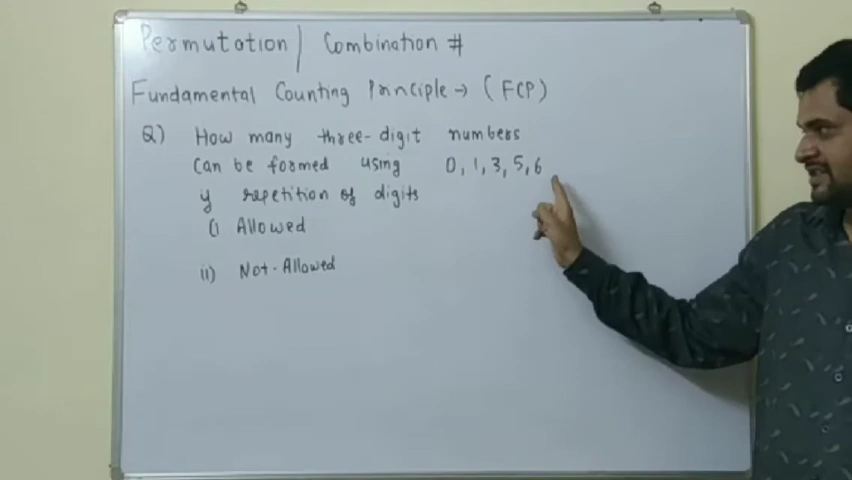 Permutation | Combination #
Fundamental Counting Principle → (FCP)
Q) How many three-digit numbers
Can be formed using 0, 1, 3, 5, 6
y repetition of digits
(i) Allowed
ii) Not-Allowed